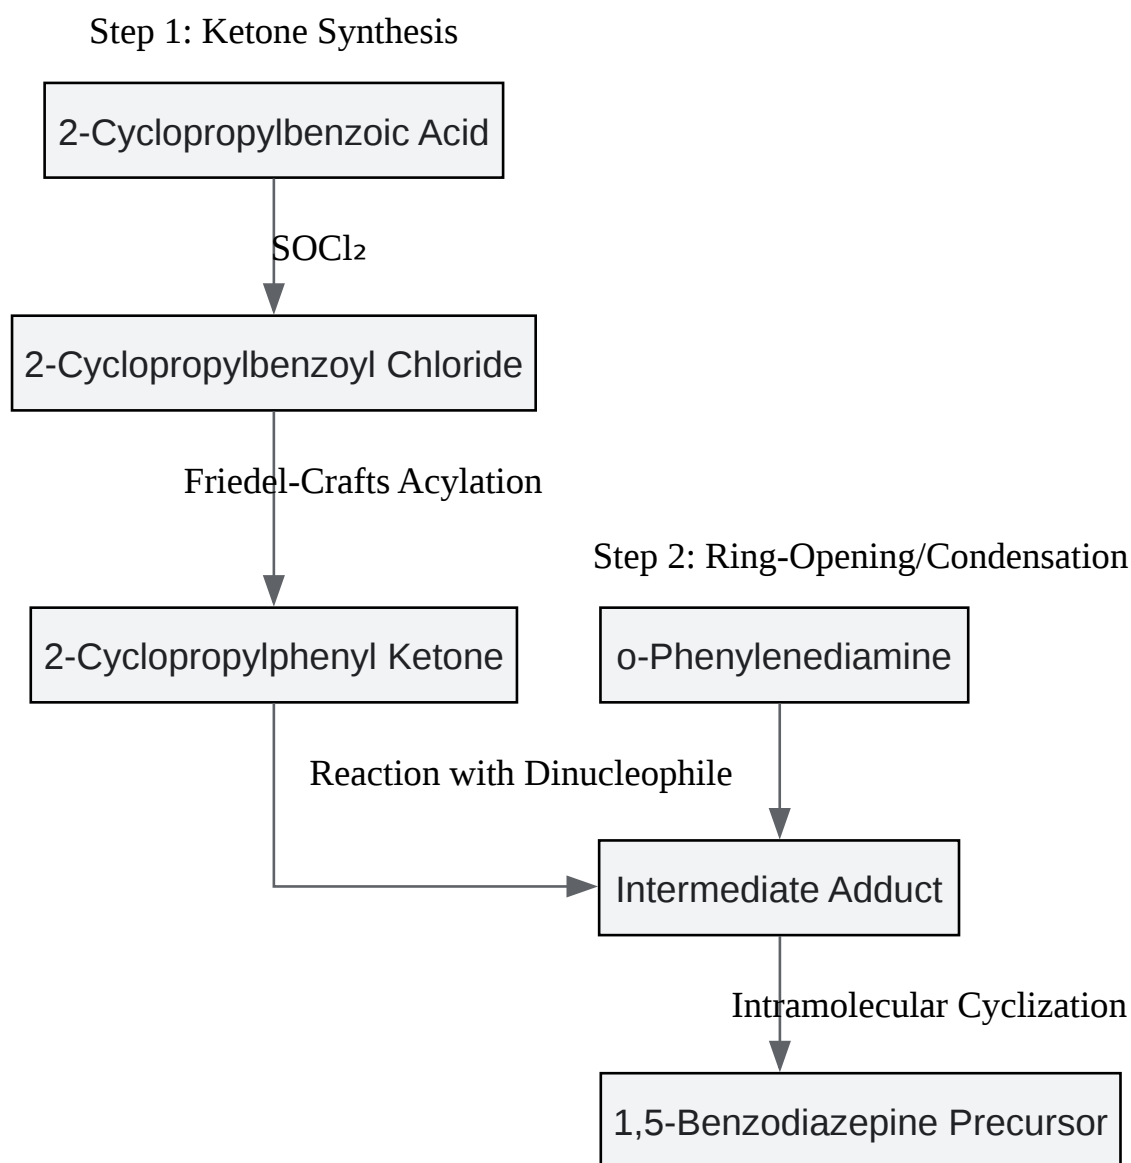 Step 1: Ketone Synthesis
2-Cyclopropylbenzoic Acid
SOCl₂
2-Cyclopropylbenzoyl Chloride
Friedel-Crafts Acylation
Step 2: Ring-Opening/Condensation
2-Cyclopropylphenyl Ketone
o-Phenylenediamine
Reaction with Dinucleophile
Intermediate Adduct
Intramolecular Cyclization
1,5-Benzodiazepine Precursor